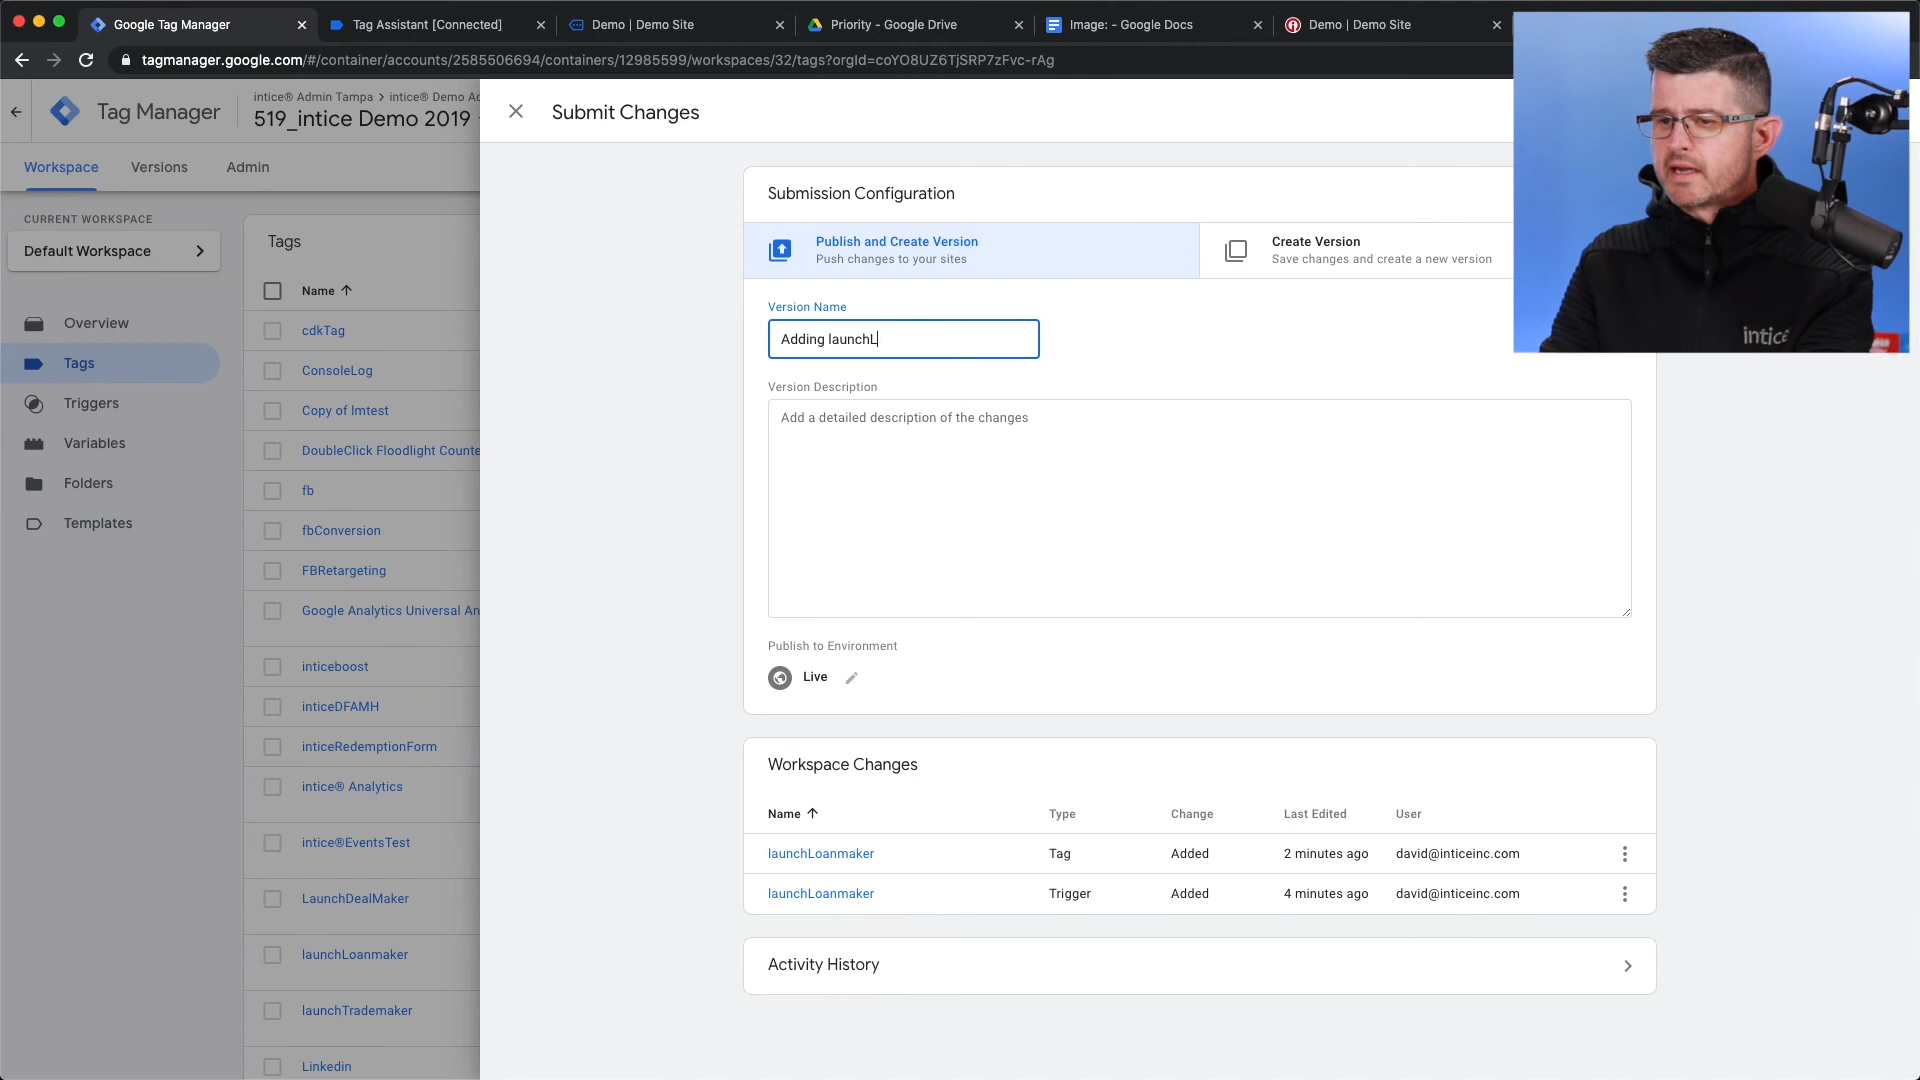 Google Tag Manager
Tag Assistant [Connected]
Demo | Demo Site
Priority - Google Drive
Image: - Google Docs
Demo | Demo Site
tagmanager.google.com/#/container/accounts/2585506694/containers/12985599/workspaces/32/tags?orgId=coYO8UZ6TjSRP7zFvc-rAg
Tag Manager
intice® Admin Tampa > intice® Demo Ac
519_intice Demo 2019
Workspace
Versions
Admin
CURRENT WORKSPACE
Default Workspace
Overview
Tags
Triggers
Variables
Folders
Templates
Tags
Name
cdkTag
ConsoleLog
Copy of Imtest
DoubleClick Floodlight Counte
fb
fbConversion
FBRetargeting
Google Analytics Universal An
inticeboost
inticeDFAMH
inticeRedemptionForm
intice® Analytics
intice®EventsTest
LaunchDealMaker
launchLoanmaker
launchTrademaker
Linkedin
Submit Changes
Submission Configuration
Publish and Create Version
Push changes to your sites
Create Version
Save changes and create a new version
Version Name
Adding launchL
Version Description
Add a detailed description of the changes
Publish to Environment
Live
Workspace Changes
Name Type Change Last Edited User
launchLoanmaker Tag Added 2 minutes ago david@inticeinc.com
launchLoanmaker Trigger Added 4 minutes ago david@inticeinc.com
Activity History
intice